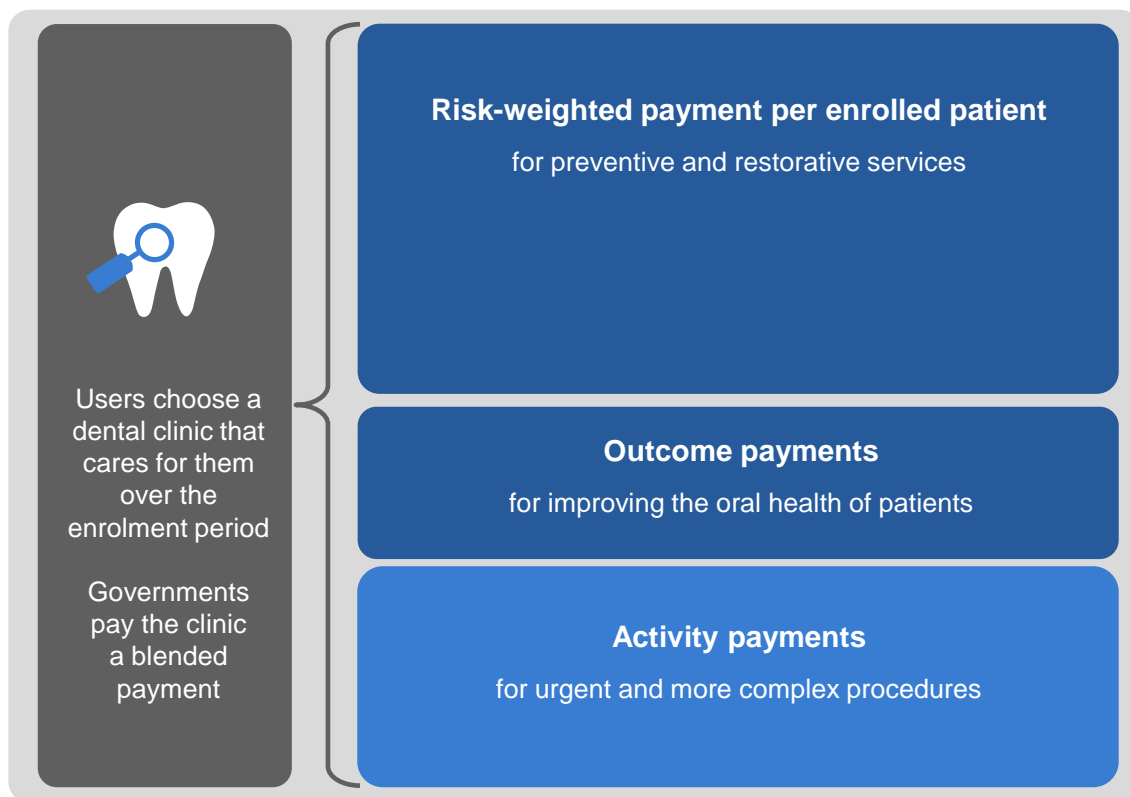 Users choose a
dental clinic that
cares for them
over the
enrolment period
Governments
pay the clinic
a blended
payment
Risk-weighted payment per enrolled patient
for preventive and restorative services
Outcome payments
for improving the oral health of patients
Activity payments
for urgent and more complex procedures